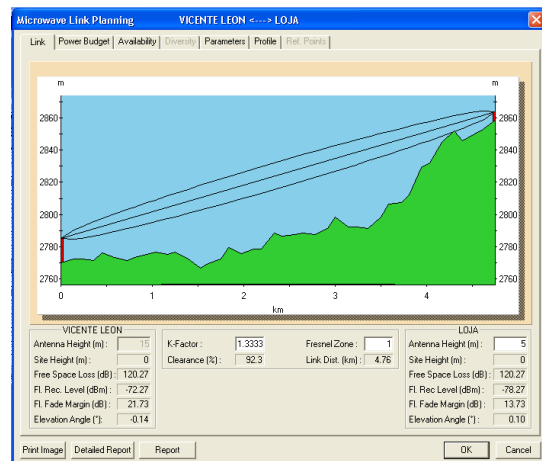 Microwave Link Planning VICENTE LEON <---> LOJA
Link Power Budget Availability Diversity Parameters Profile Ref. Points
m m
2860 2860
2840 2840
2820 2820
2800 2800
2780 2780
2760 2760
0 1 2 3 4
km
VICENTE LEON
Antenna Height (m) : 15
Site Height (m) : 0
Free Space Loss (dB) : 120.27
Fl. Rec. Level (dBm) : -72.27
Fl. Fade Margin (dB) : 21.73
Elevation Angle (°): -0.14
K-Factor : 1.3333 Fresnel Zone : 1
Clearance (%) : 92.3 Link Dist. (km) : 4.76
LOJA
Antenna Height (m) : 5
Site Height (m) : 0
Free Space Loss (dB) : 120.27
Fl. Rec. Level (dBm) : -78.27
Fl. Fade Margin (dB) : 13.73
Elevation Angle (°) : 0.10
Print Image Detailed Report Report OK Cancel